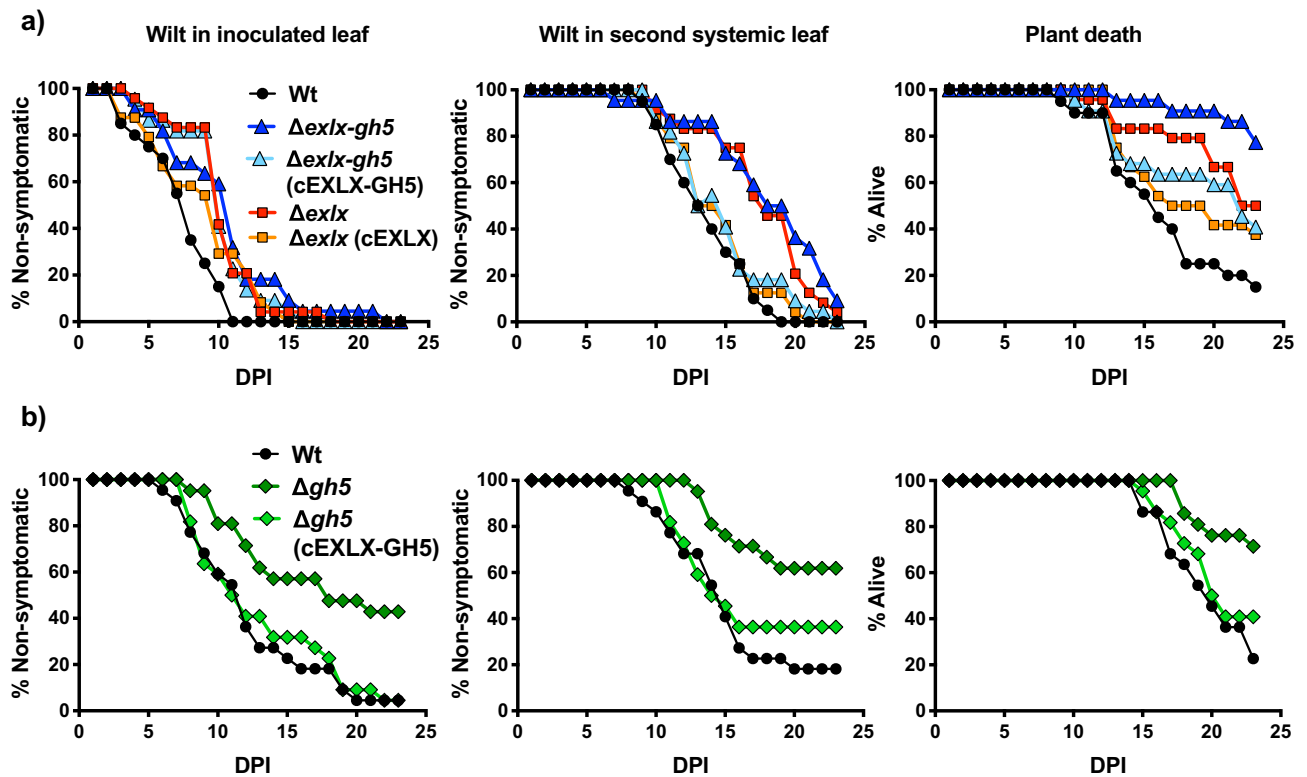 a)
Wilt in inoculated leaf
Wilt in second systemic leaf
Plant death
% Non-symptomatic
100
80
60
40
20
0
0 5 10 15 20 25
DPI
Wt
Δexlx-gh5
Δexlx-gh5
(cEXLX-GH5)
Δexlx
Δexlx (cEXLX)
% Non-symptomatic
100
80
60
40
20
0
0 5 10 15 20 25
DPI
% Alive
100
80
60
40
20
0
0 5 10 15 20 25
DPI
b)
% Non-symptomatic
100
80
60
40
20
0
0 5 10 15 20 25
DPI
Wt
Δgh5
Δgh5
(cEXLX-GH5)
% Non-symptomatic
100
80
60
40
20
0
0 5 10 15 20 25
DPI
% Alive
100
80
60
40
20
0
0 5 10 15 20 25
DPI